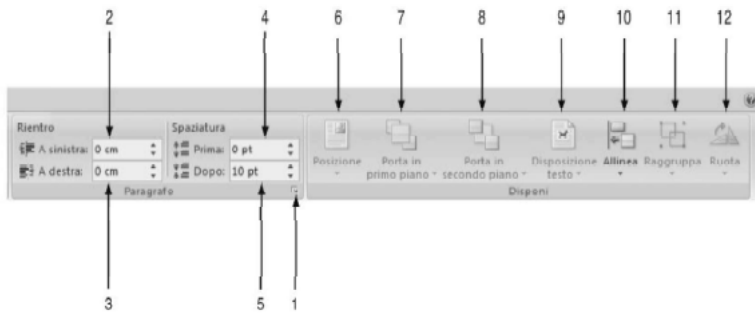 2 4 6 7 8 9 10 11 12
Rientro Spaziatura
A sinistra: 0 cm Prima: 0 pt
A destra: 0 cm Dopo: 10 pt
Paragrafo
Posizione Porta in primo piano Porta in secondo piano Disposizione testo Allinea Raggruppa Ruota
Disponi
3 5 1